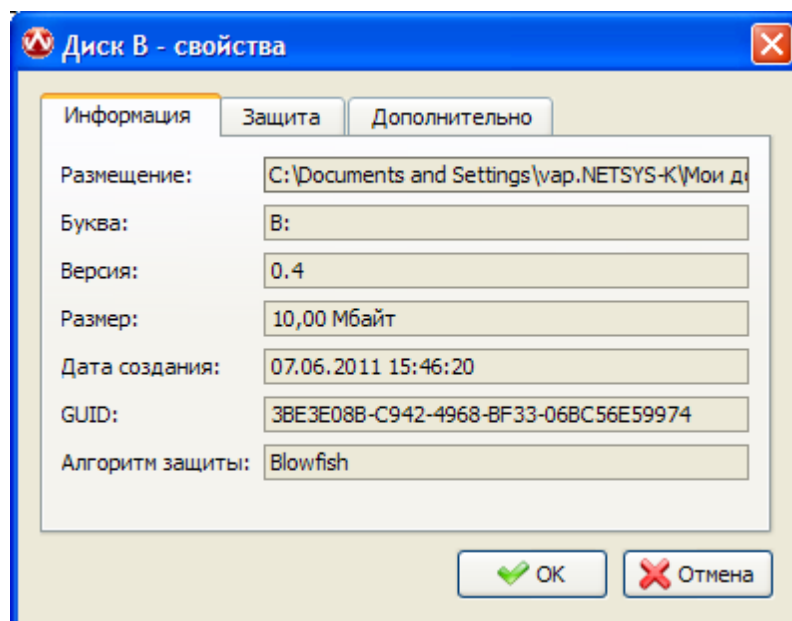 Диск B - свойства
Информация Защита Дополнительно
Размещение: C:\Documents and Settings\vap.NETSYS-K\Мои
Буква: B:
Версия: 0.4
Размер: 10,00 Мбайт
Дата создания: 07.06.2011 15:46:20
GUID: 3BE3E08B-C942-4968-BF33-06BC56E59974
Алгоритм защиты: Blowfish
OK Отмена